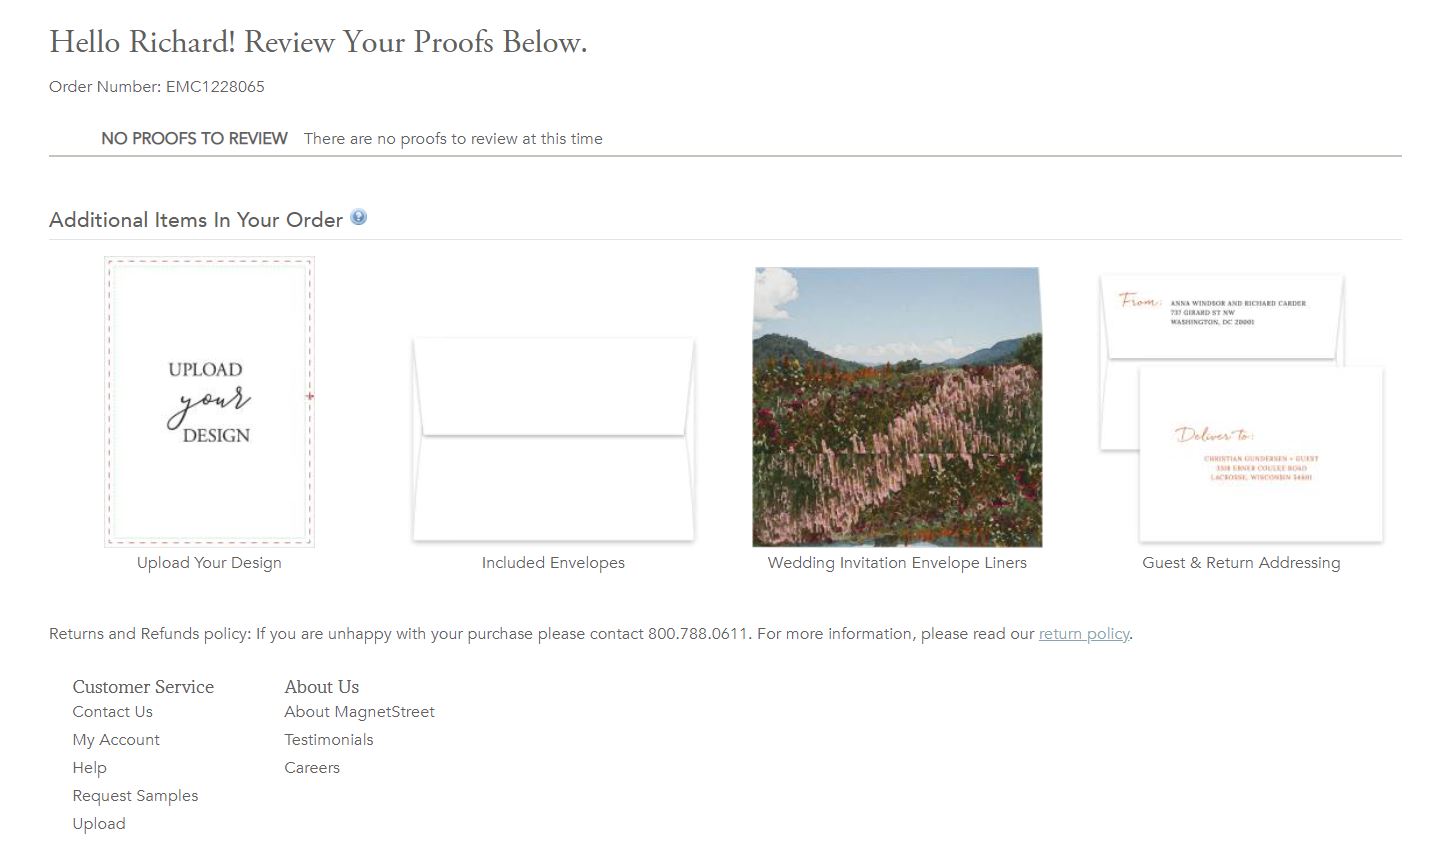 Hello Richard! Review Your Proofs Below.
Order Number: EMC1228065
NO PROOFS TO REVIEW There are no proofs to review at this time
Additional Items In Your Order
UPLOAD
your
DESIGN
Upload Your Design
Included Envelopes
Wedding Invitation Envelope Liners
From:
ANNA WINDSOR AND RICHARD CARDER
737 GIRARD ST NW
WASHINGTON, DC 20001
Deliver to:
CHRISTIAN GUNDERSEN + GUEST
EBNER COULEE ROAD
LACROSSE, WISCONSIN 54601
Guest & Return Addressing
Returns and Refunds policy: If you are unhappy with your purchase please contact 800.788.0611. For more information, please read our return policy.
Customer Service
Contact Us
My Account
Help
Request Samples
Upload
About Us
About MagnetStreet
Testimonials
Careers